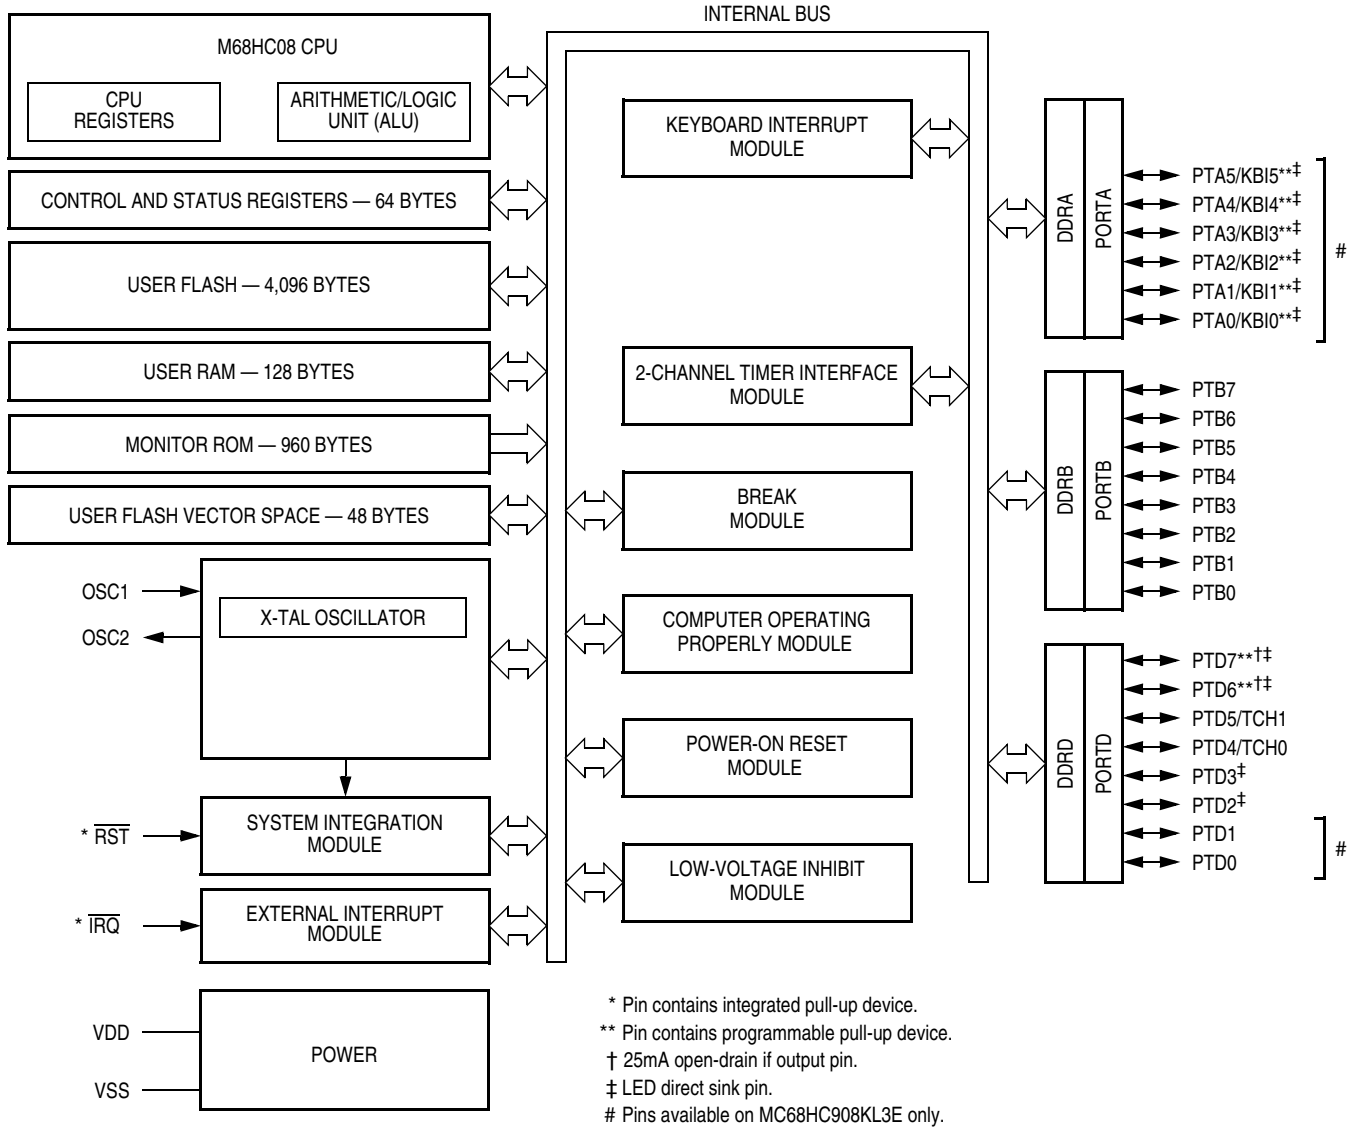 INTERNAL BUS
M68HC08 CPU
CPU
REGISTERS
ARITHMETIC/LOGIC
UNIT (ALU)
CONTROL AND STATUS REGISTERS — 64 BYTES
USER FLASH — 4,096 BYTES
USER RAM — 128 BYTES
MONITOR ROM — 960 BYTES
USER FLASH VECTOR SPACE — 48 BYTES
OSC1
OSC2
X-TAL OSCILLATOR
* RST
SYSTEM INTEGRATION
MODULE
* IRQ
EXTERNAL INTERRUPT
MODULE
VDD
VSS
POWER
KEYBOARD INTERRUPT
MODULE
2-CHANNEL TIMER INTERFACE
MODULE
BREAK
MODULE
COMPUTER OPERATING
PROPERLY MODULE
POWER-ON RESET
MODULE
LOW-VOLTAGE INHIBIT
MODULE
DDRA
PORTA
PTA5/KBI5**‡
PTA4/KBI4**‡
PTA3/KBI3**‡
PTA2/KBI2**‡
PTA1/KBI1**‡
PTA0/KBI0**‡
#
DDRB
PORTB
PTB7
PTB6
PTB5
PTB4
PTB3
PTB2
PTB1
PTB0
DDRD
PORTD
PTD7**†‡
PTD6**†‡
PTD5/TCH1
PTD4/TCH0
PTD3‡
PTD2‡
PTD1
PTD0
#
* Pin contains integrated pull-up device.
** Pin contains programmable pull-up device.
† 25mA open-drain if output pin.
‡ LED direct sink pin.
# Pins available on MC68HC908KL3E only.